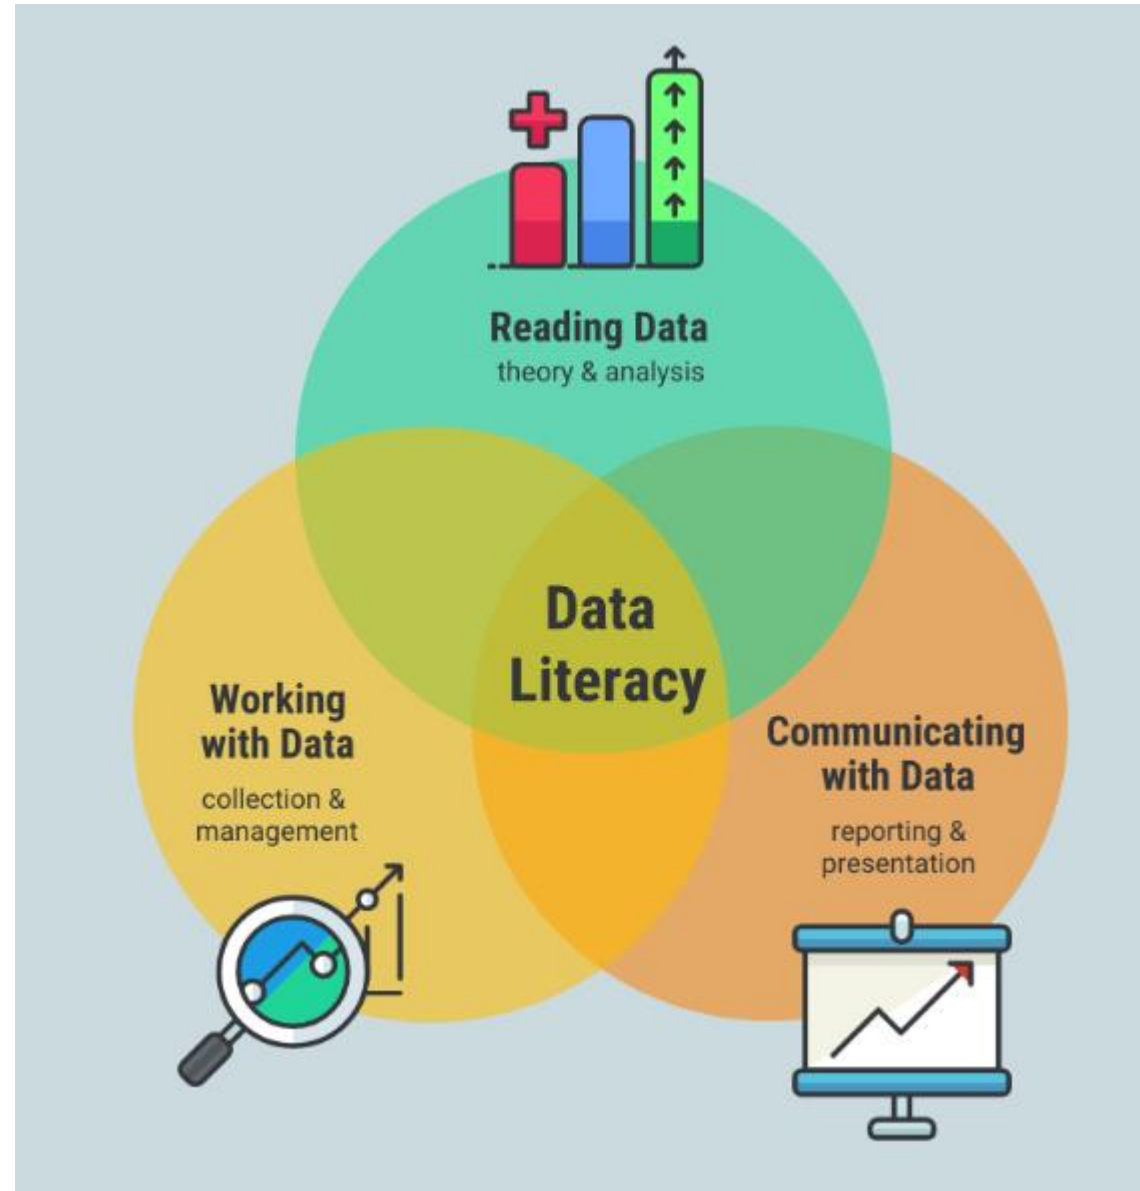 Reading Data
theory & analysis
Data
Literacy
Working
with Data
collection &
management
Communicating
with Data
reporting &
presentation